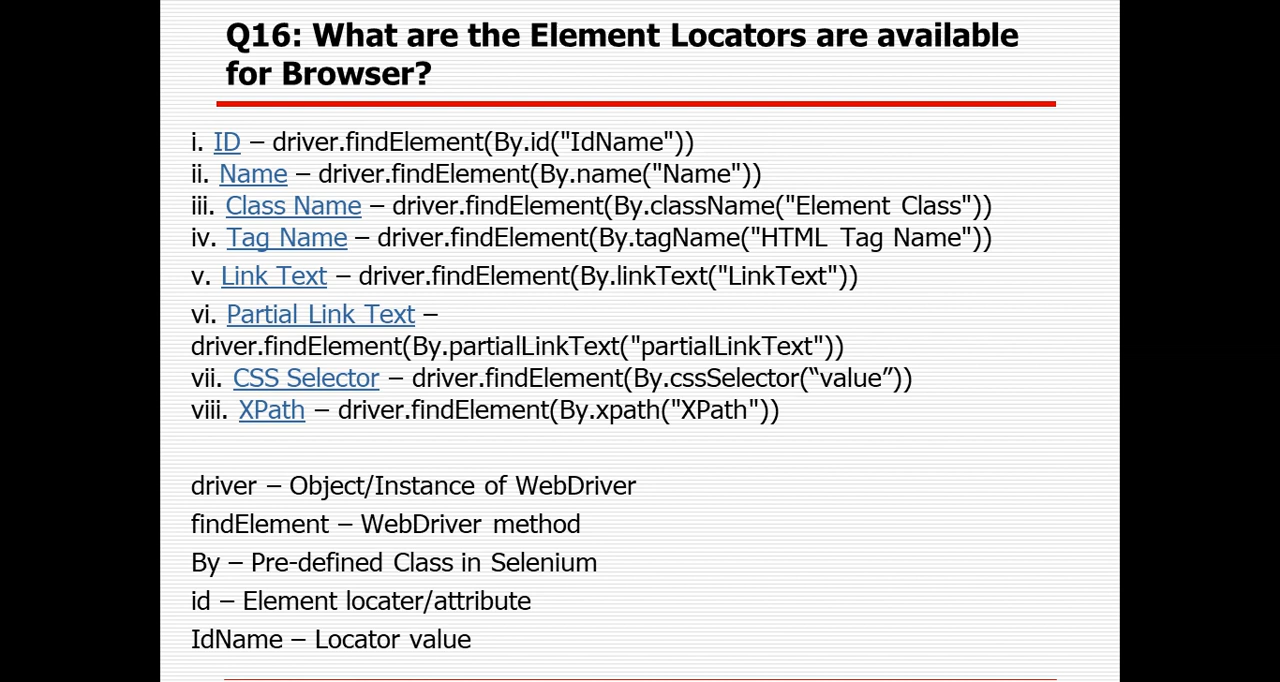 Q16: What are the Element Locators are available
for Browser?
i. ID – driver.findElement(By.id("IdName"))
ii. Name – driver.findElement(By.name("Name"))
iii. Class Name – driver.findElement(By.className("Element Class"))
iv. Tag Name – driver.findElement(By.tagName("HTML Tag Name"))
v. Link Text – driver.findElement(By.linkText("LinkText"))
vi. Partial Link Text –
driver.findElement(By.partialLinkText("partialLinkText"))
vii. CSS Selector – driver.findElement(By.cssSelector(“value”))
viii. XPath – driver.findElement(By.xpath("XPath"))
driver – Object/Instance of WebDriver
findElement – WebDriver method
By – Pre-defined Class in Selenium
id – Element locater/attribute
IdName – Locator value